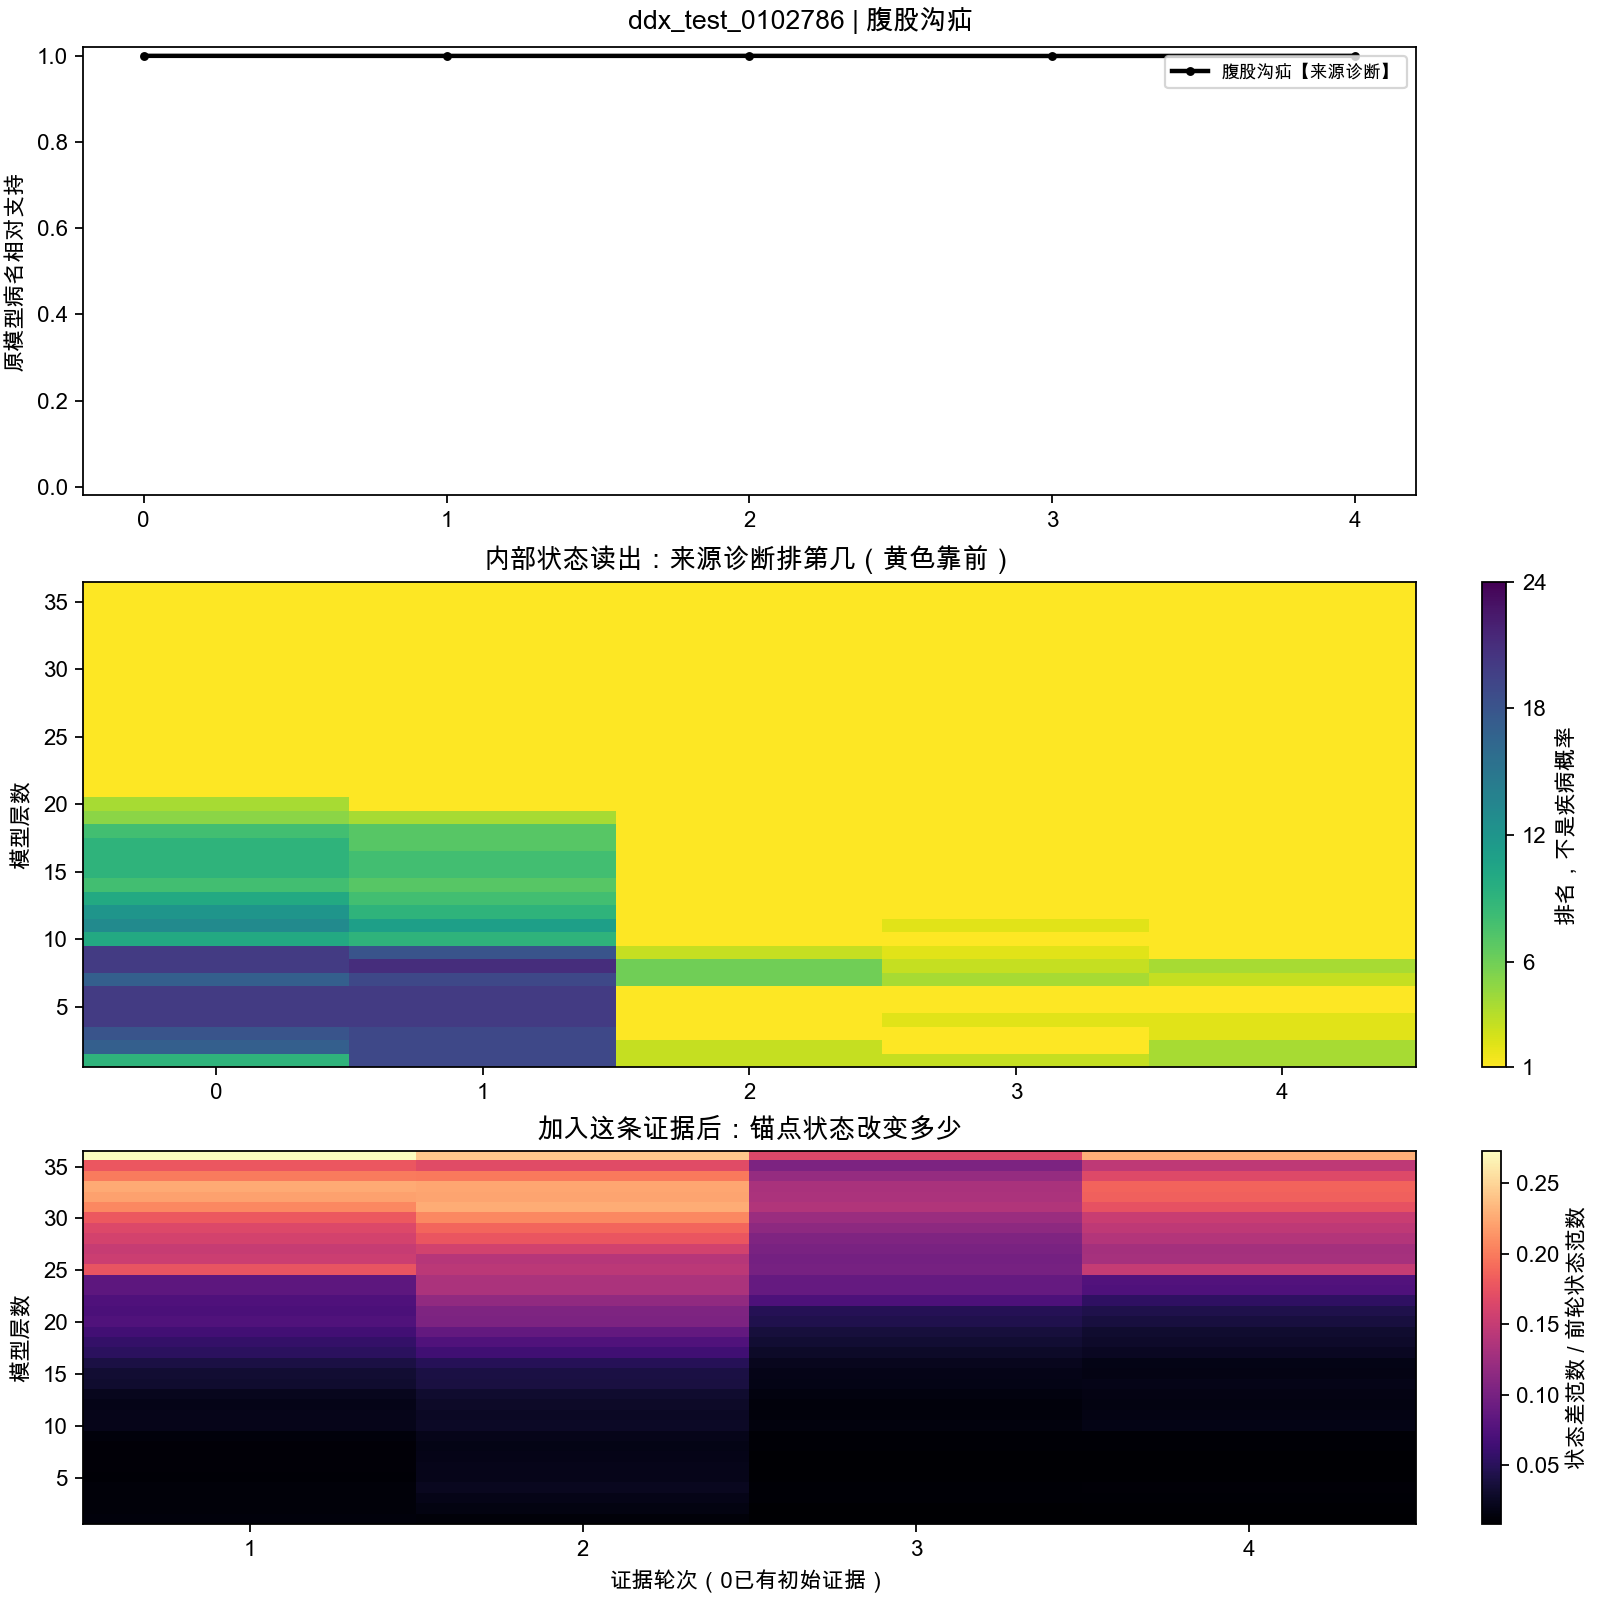 ddx_test_0102786 | 腹股沟疝
原模型病名相对支持
1.0
0.8
0.6
0.4
0.2
0.0
腹股沟疝【来源诊断】
0 1 2 3 4
内部状态读出：来源诊断排第几（黄色靠前）
模型层数
35
30
25
20
15
10
5
0 1 2 3 4
24
18
12
6
1
排名，不是疾病概率
加入这条证据后：锚点状态改变多少
模型层数
35
30
25
20
15
10
5
1 2 3 4
证据轮次（0已有初始证据）
0.25
0.20
0.15
0.10
0.05
状态差范数 / 前轮状态范数